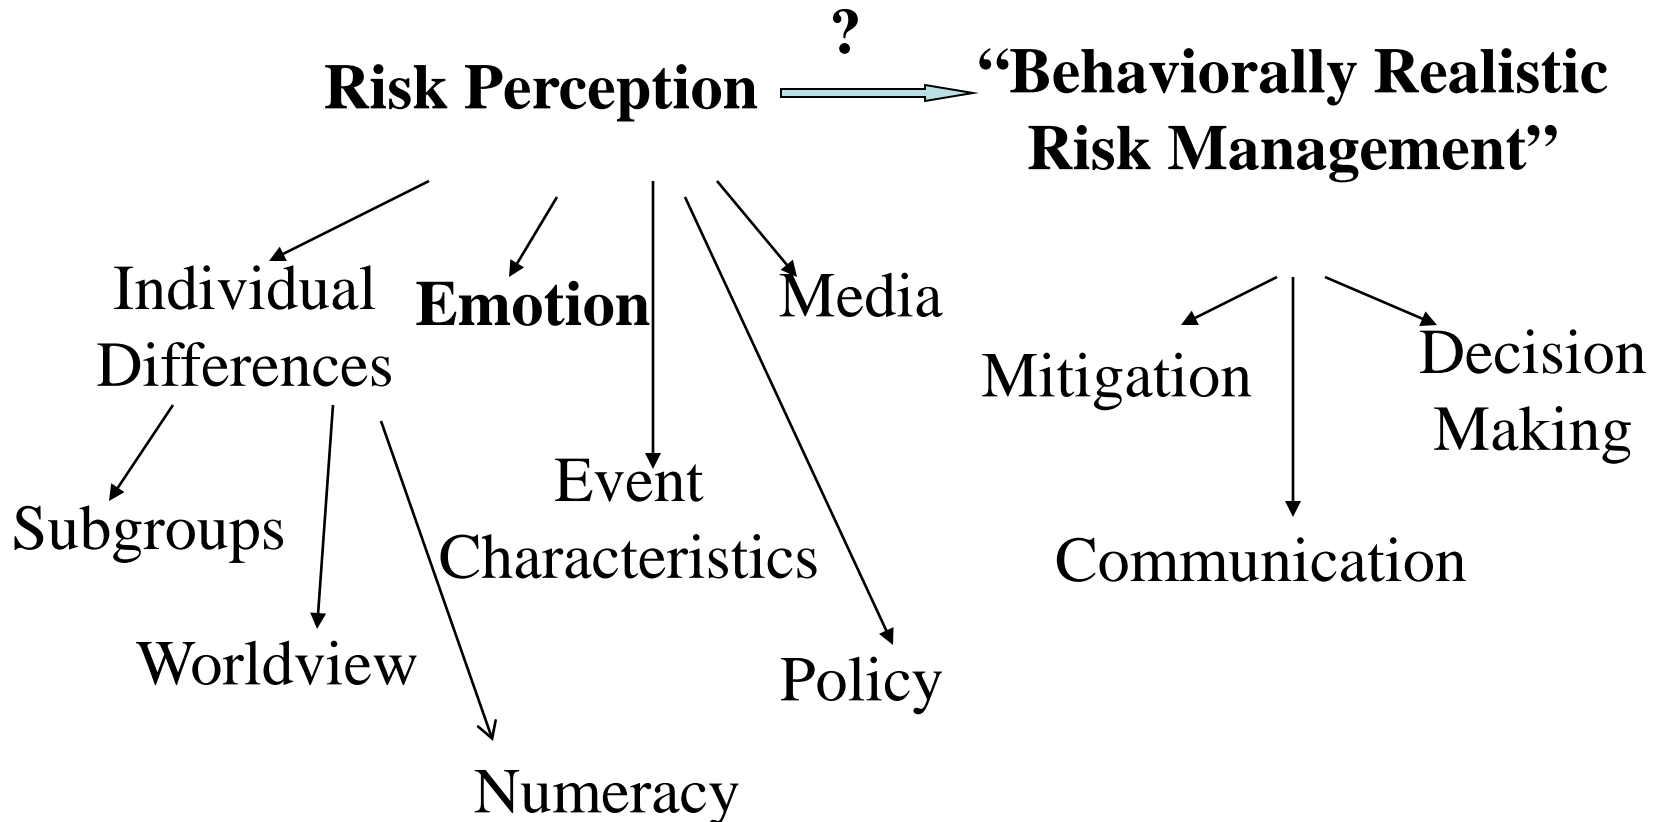 ?
Risk Perception
“Behaviorally Realistic
Risk Management”
Individual
Differences
Emotion
Media
Mitigation
Decision
Making
Subgroups
Event
Characteristics
Communication
Worldview
Policy
Numeracy